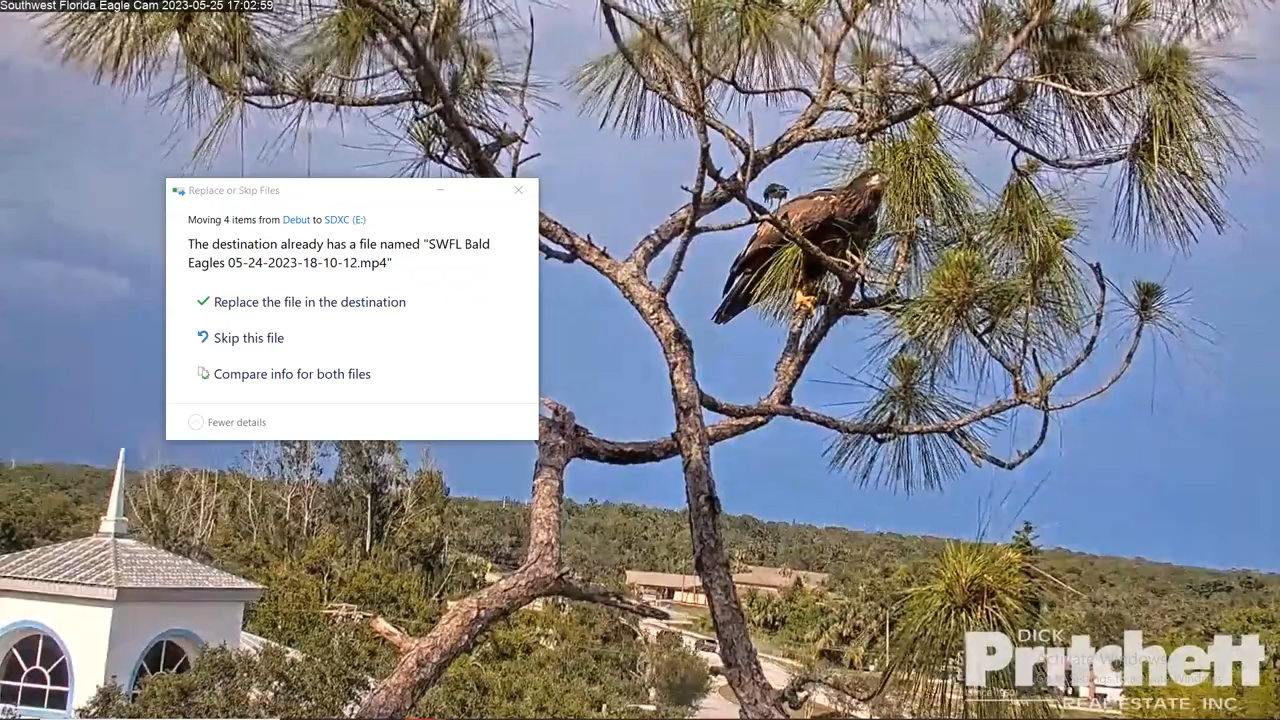 Southwest Florida Eagle Cam 2023-05-25 17:02:59
Replace or Skip Files
Moving 4 items from Debut to SDXC (E:)
The destination already has a file named "SWFL Bald
Eagles 05-24-2023-18-10-12.mp4"
Replace the file in the destination
Skip this file
Compare info for both files
Fewer details
DICK
Pritchett
REAL ESTATE, INC.